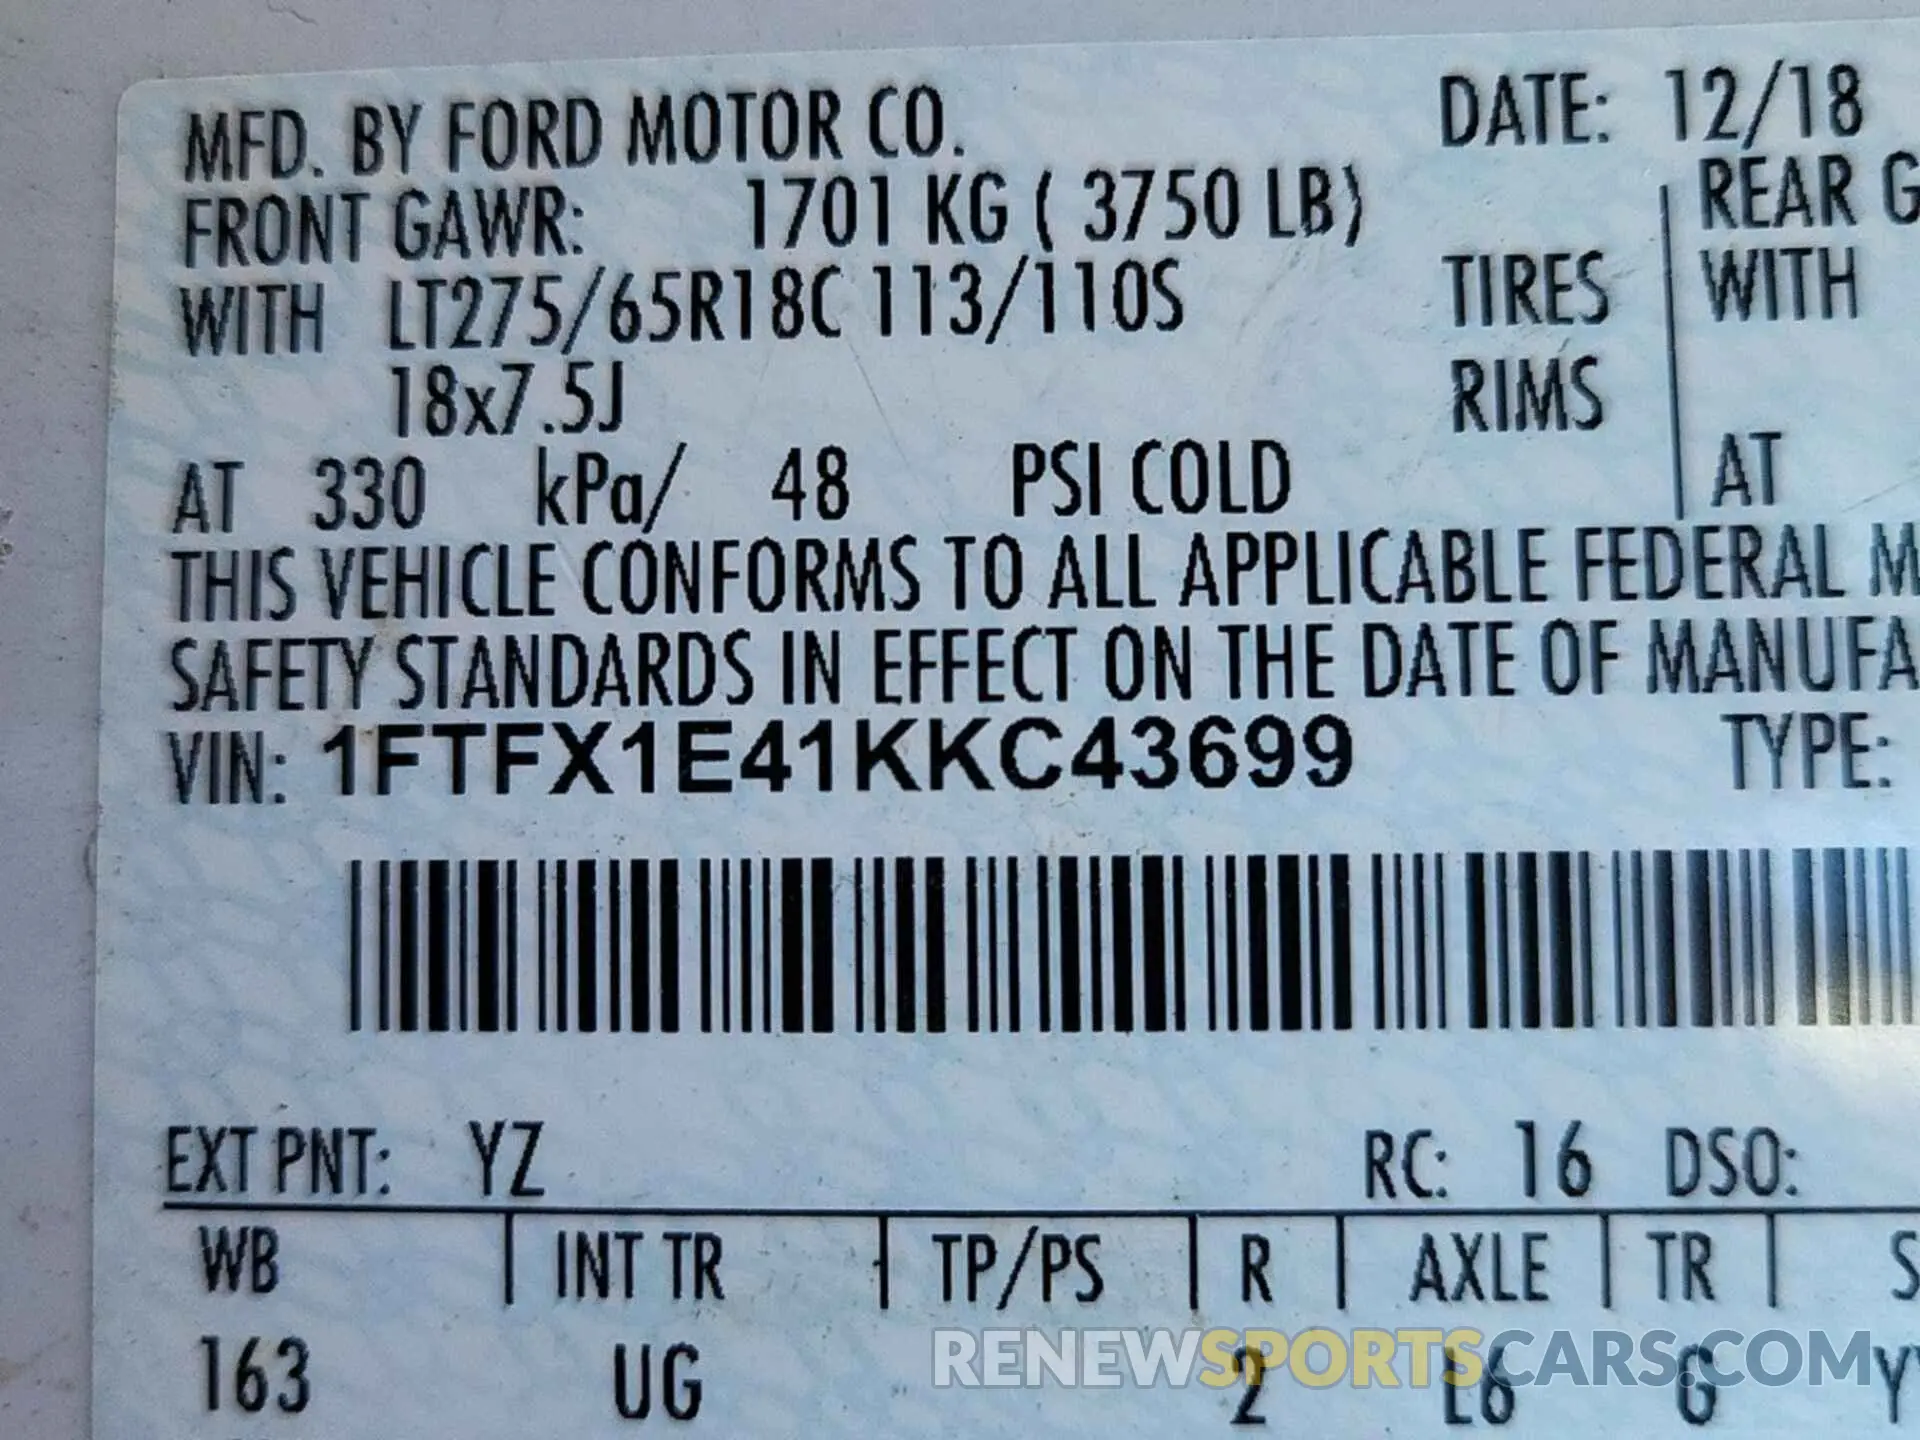 MFD. BY FORD MOTOR CO. DATE: 12/18
FRONT GAWR: 1701 KG ( 3750 LB) REAR G
WITH LT275/65R18C 113/110S TIRES WITH
18x7.5J RIMS
AT 330 kPa/ 48 PSI COLD AT
THIS VEHICLE CONFORMS TO ALL APPLICABLE FEDERAL M
SAFETY STANDARDS IN EFFECT ON THE DATE OF MANUFA
VIN: 1FTFX1E41KKC43699 TYPE:
EXT PNT: YZ RC: 16 DSO:
WB | INT TR | TP/PS | R | AXLE | TR | S
163 UG 2 L6 G Y
RENEWSPORTSCARS.COM